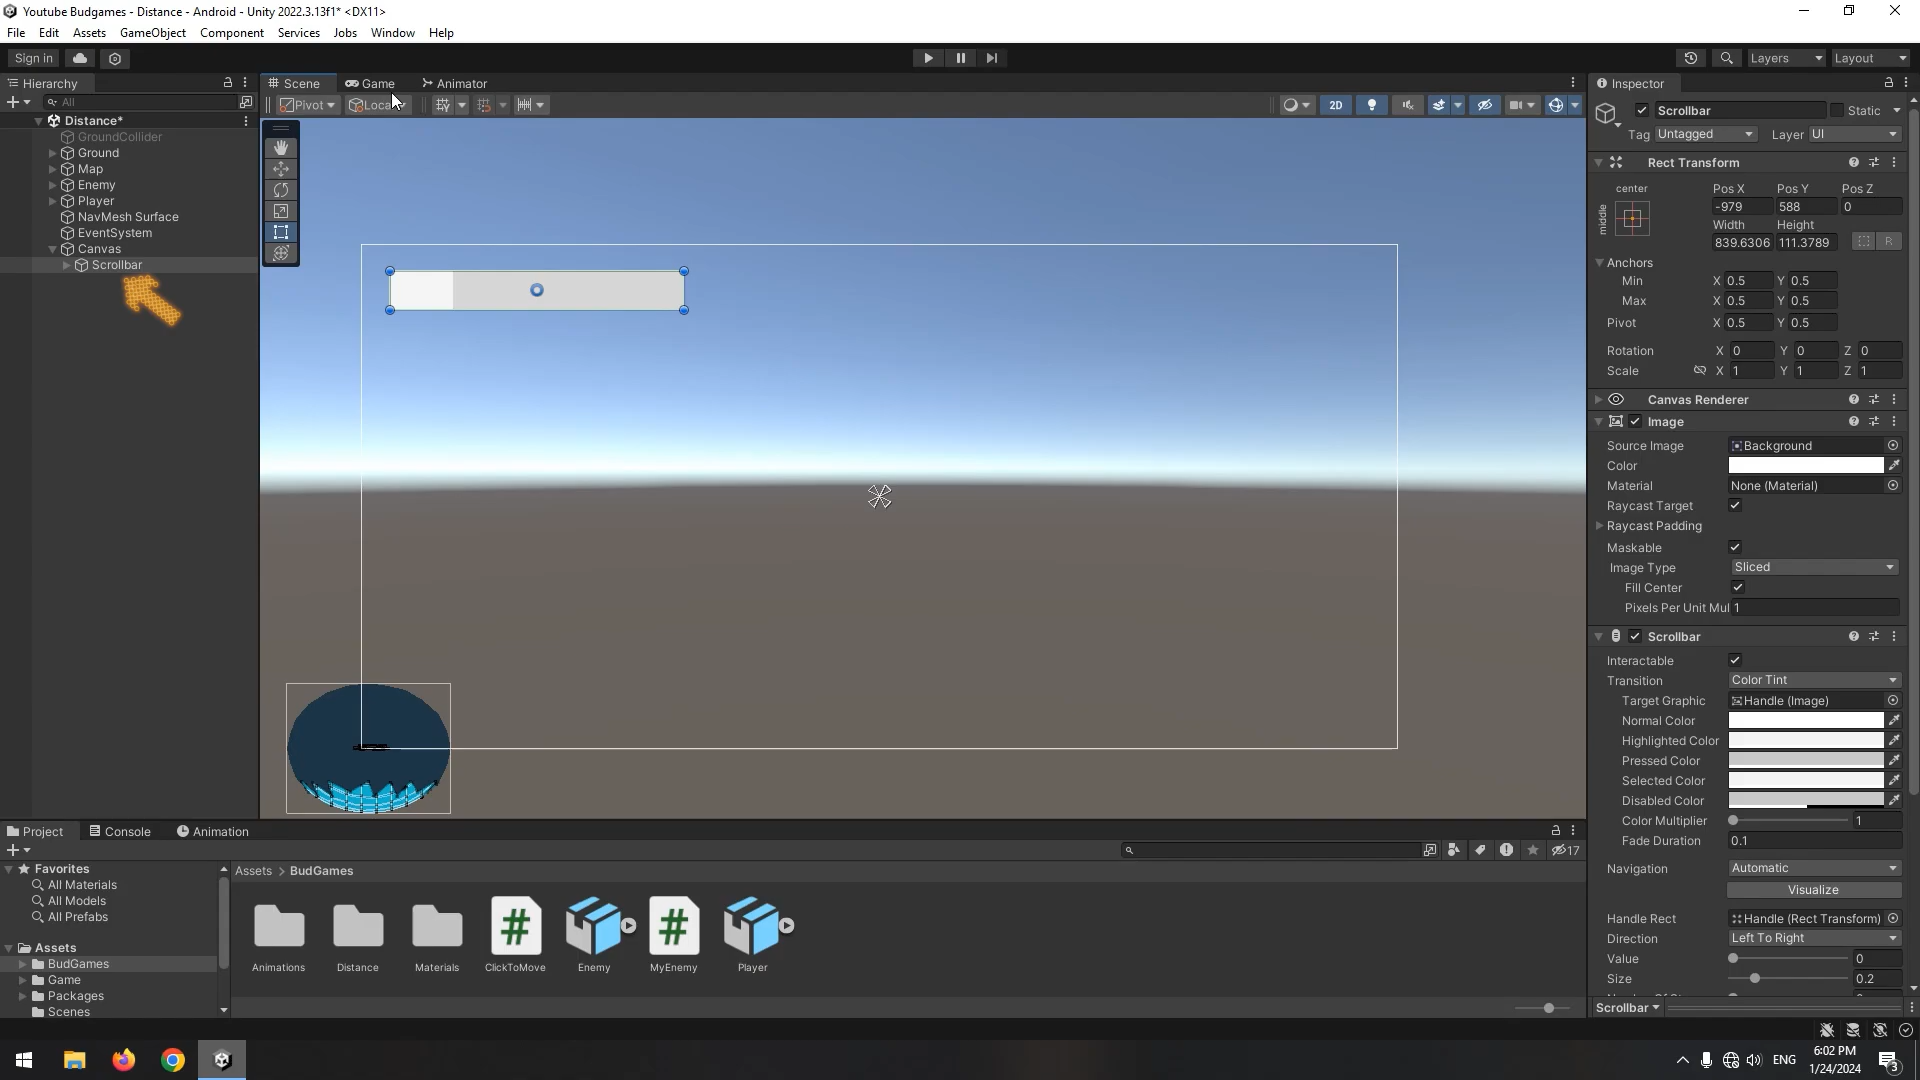 Youtube Budgames - Distance - Android - Unity 2022.3.13f1* <DX11>
File Edit Assets GameObject Component Services Jobs Window Help
Sign in
Layers
Layout
Hierarchy
Scene
Game
Animator
Inspector
All
Pivot
2D
Distance*
GroundCollider
Ground
Map
Enemy
Player
NavMesh Surface
EventSystem
Canvas
Scrollbar
Scrollbar
Static
Tag Untagged Layer UI
Rect Transform
center
middle
Pos X Pos Y Pos Z
-979 588 0
Width Height
839.6306 111.3789
R
Anchors
Min X 0.5 Y 0.5
Max X 0.5 Y 0.5
Pivot X 0.5 Y 0.5
Rotation X 0 Y 0 Z 0
Scale X 1 Y 1 Z 1
Canvas Renderer
Image
Source Image Background
Color
Material None (Material)
Raycast Target
Raycast Padding
Maskable
Image Type Sliced
Fill Center
Pixels Per Unit Mul 1
Scrollbar
Interactable
Transition Color Tint
Target Graphic Handle (Image)
Normal Color
Highlighted Color
Pressed Color
Selected Color
Disabled Color
Color Multiplier 1
Fade Duration 0.1
Navigation Automatic
Visualize
Handle Rect Handle (Rect Transform)
Direction Left To Right
Value 0
Size 0.2
Scrollbar
Project
Console
Animation
17
Favorites
All Materials
All Models
All Prefabs
Assets
BudGames
Game
Packages
Scenes
Assets > BudGames
Animations
Distance
Materials
ClickToMove
Enemy
MyEnemy
Player
ENG
6:02 PM
1/24/2024
3